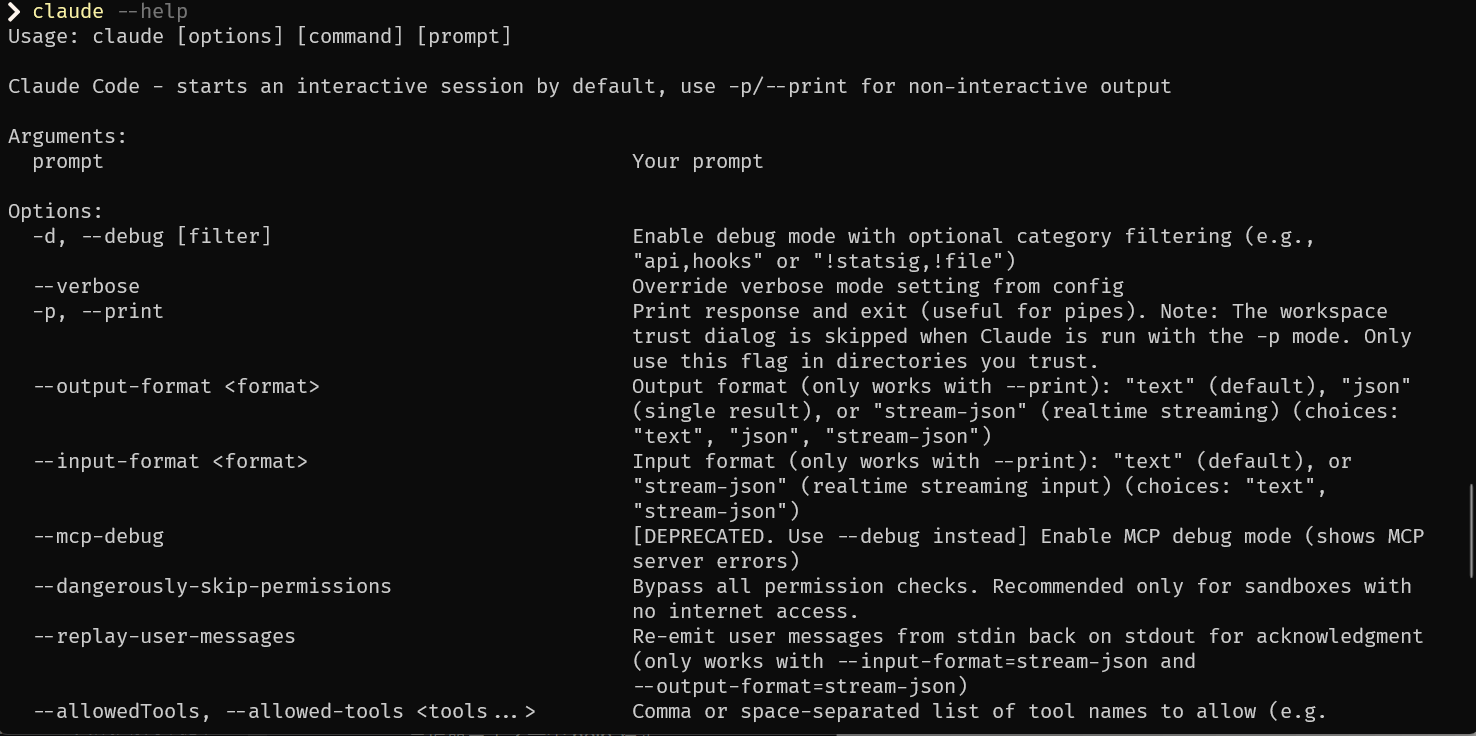 ❯ claude --help
Usage: claude [options] [command] [prompt]
Claude Code - starts an interactive session by default, use -p/--print for non-interactive output
Arguments:
prompt Your prompt
Options:
-d, --debug [filter] Enable debug mode with optional category filtering (e.g.,
"api,hooks" or "!statsig,!file")
--verbose Override verbose mode setting from config
-p, --print Print response and exit (useful for pipes). Note: The workspace
trust dialog is skipped when Claude is run with the -p mode. Only
use this flag in directories you trust.
--output-format <format> Output format (only works with --print): "text" (default), "json"
(single result), or "stream-json" (realtime streaming) (choices:
"text", "json", "stream-json")
--input-format <format> Input format (only works with --print): "text" (default), or
"stream-json" (realtime streaming input) (choices: "text",
"stream-json")
--mcp-debug [DEPRECATED. Use --debug instead] Enable MCP debug mode (shows MCP
server errors)
--dangerously-skip-permissions Bypass all permission checks. Recommended only for sandboxes with
no internet access.
--replay-user-messages Re-emit user messages from stdin back on stdout for acknowledgment
(only works with --input-format=stream-json and
--output-format=stream-json)
--allowedTools, --allowed-tools <tools...> Comma or space-separated list of tool names to allow (e.g.